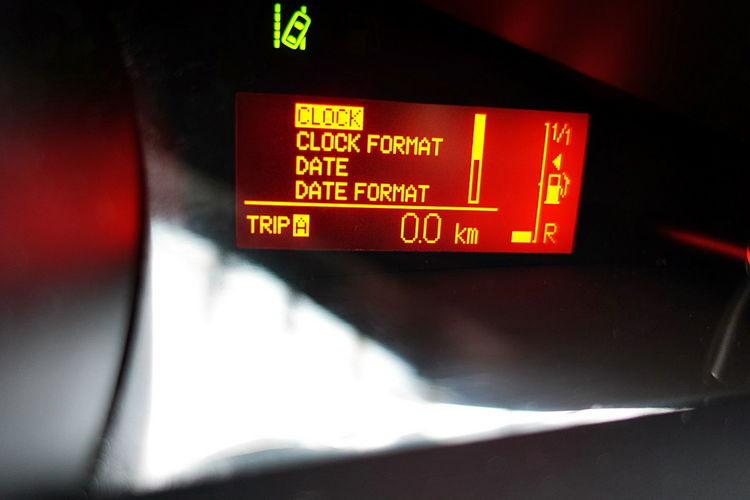 CLOCK
CLOCK FORMAT
DATE
DATE FORMAT
TRIP A 0.0 km
1/1
R